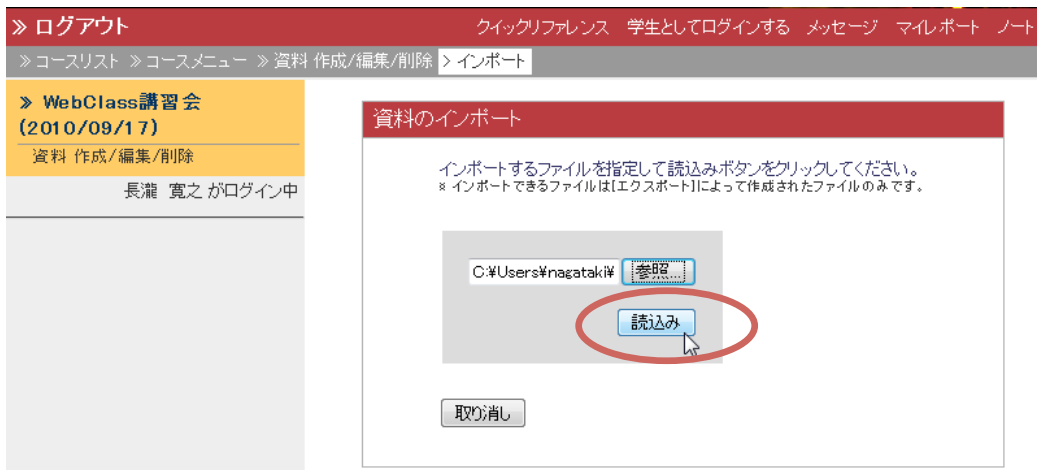 » ログアウト
クイックリファレンス 学生としてログインする メッセージ マイレポート ノート
» コースリスト » コースメニュー » 資料 作成/編集/削除 > インポート
» WebClass講習会
(2010/09/17)
資料 作成/編集/削除
長瀧 寛之 がログイン中
資料のインポート
インポートするファイルを指定して読込みボタンをクリックしてください。
※ インポートできるファイルは[エクスポート]によって作成されたファイルのみです。
C:¥Users¥nagataki¥ 参照...
読込み
取り消し